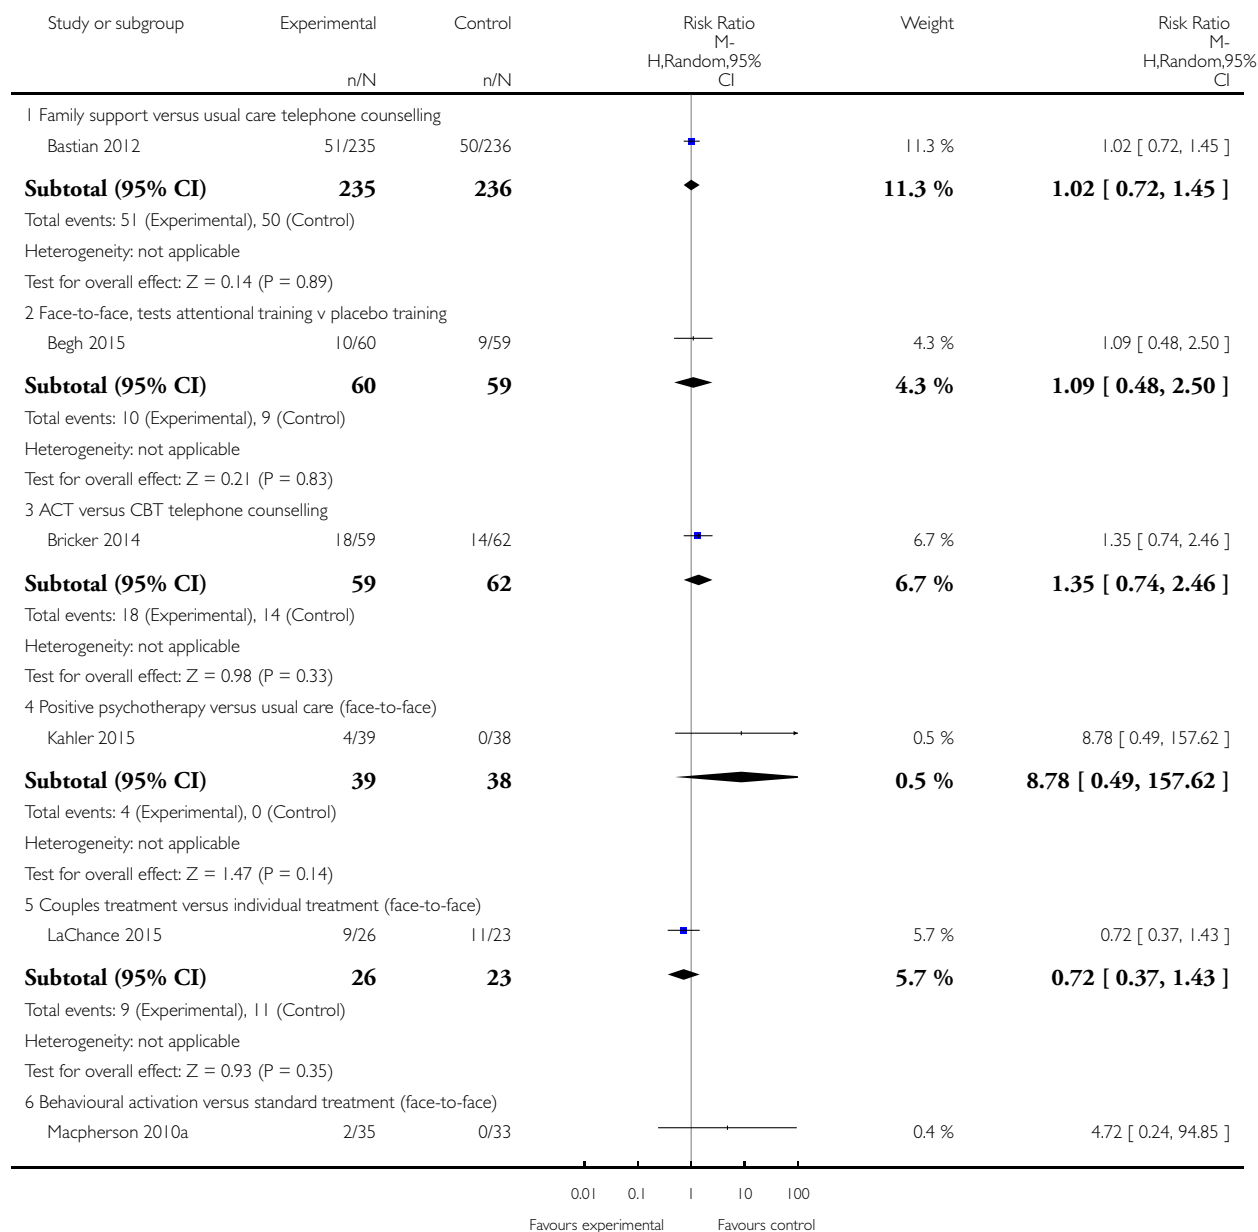 Study or subgroup Experimental Control Risk Ratio Weight Risk Ratio
M- M-
H,Random,95% H,Random,95%
n/N n/N CI CI
1 Family support versus usual care telephone counselling
Bastian 2012 51/235 50/236 11.3 % 1.02 [ 0.72, 1.45 ]
Subtotal (95% CI) 235 236 11.3 % 1.02 [ 0.72, 1.45 ]
Total events: 51 (Experimental), 50 (Control)
Heterogeneity: not applicable
Test for overall effect: Z = 0.14 (P = 0.89)
2 Face-to-face, tests attentional training v placebo training
Begh 2015 10/60 9/59 4.3 % 1.09 [ 0.48, 2.50 ]
Subtotal (95% CI) 60 59 4.3 % 1.09 [ 0.48, 2.50 ]
Total events: 10 (Experimental), 9 (Control)
Heterogeneity: not applicable
Test for overall effect: Z = 0.21 (P = 0.83)
3 ACT versus CBT telephone counselling
Bricker 2014 18/59 14/62 6.7 % 1.35 [ 0.74, 2.46 ]
Subtotal (95% CI) 59 62 6.7 % 1.35 [ 0.74, 2.46 ]
Total events: 18 (Experimental), 14 (Control)
Heterogeneity: not applicable
Test for overall effect: Z = 0.98 (P = 0.33)
4 Positive psychotherapy versus usual care (face-to-face)
Kahler 2015 4/39 0/38 0.5 % 8.78 [ 0.49, 157.62 ]
Subtotal (95% CI) 39 38 0.5 % 8.78 [ 0.49, 157.62 ]
Total events: 4 (Experimental), 0 (Control)
Heterogeneity: not applicable
Test for overall effect: Z = 1.47 (P = 0.14)
5 Couples treatment versus individual treatment (face-to-face)
LaChance 2015 9/26 11/23 5.7 % 0.72 [ 0.37, 1.43 ]
Subtotal (95% CI) 26 23 5.7 % 0.72 [ 0.37, 1.43 ]
Total events: 9 (Experimental), 11 (Control)
Heterogeneity: not applicable
Test for overall effect: Z = 0.93 (P = 0.35)
6 Behavioural activation versus standard treatment (face-to-face)
Macpherson 2010a 2/35 0/33 0.4 % 4.72 [ 0.24, 94.85 ]
0.01 0.1 1 10 100
Favours experimental Favours control